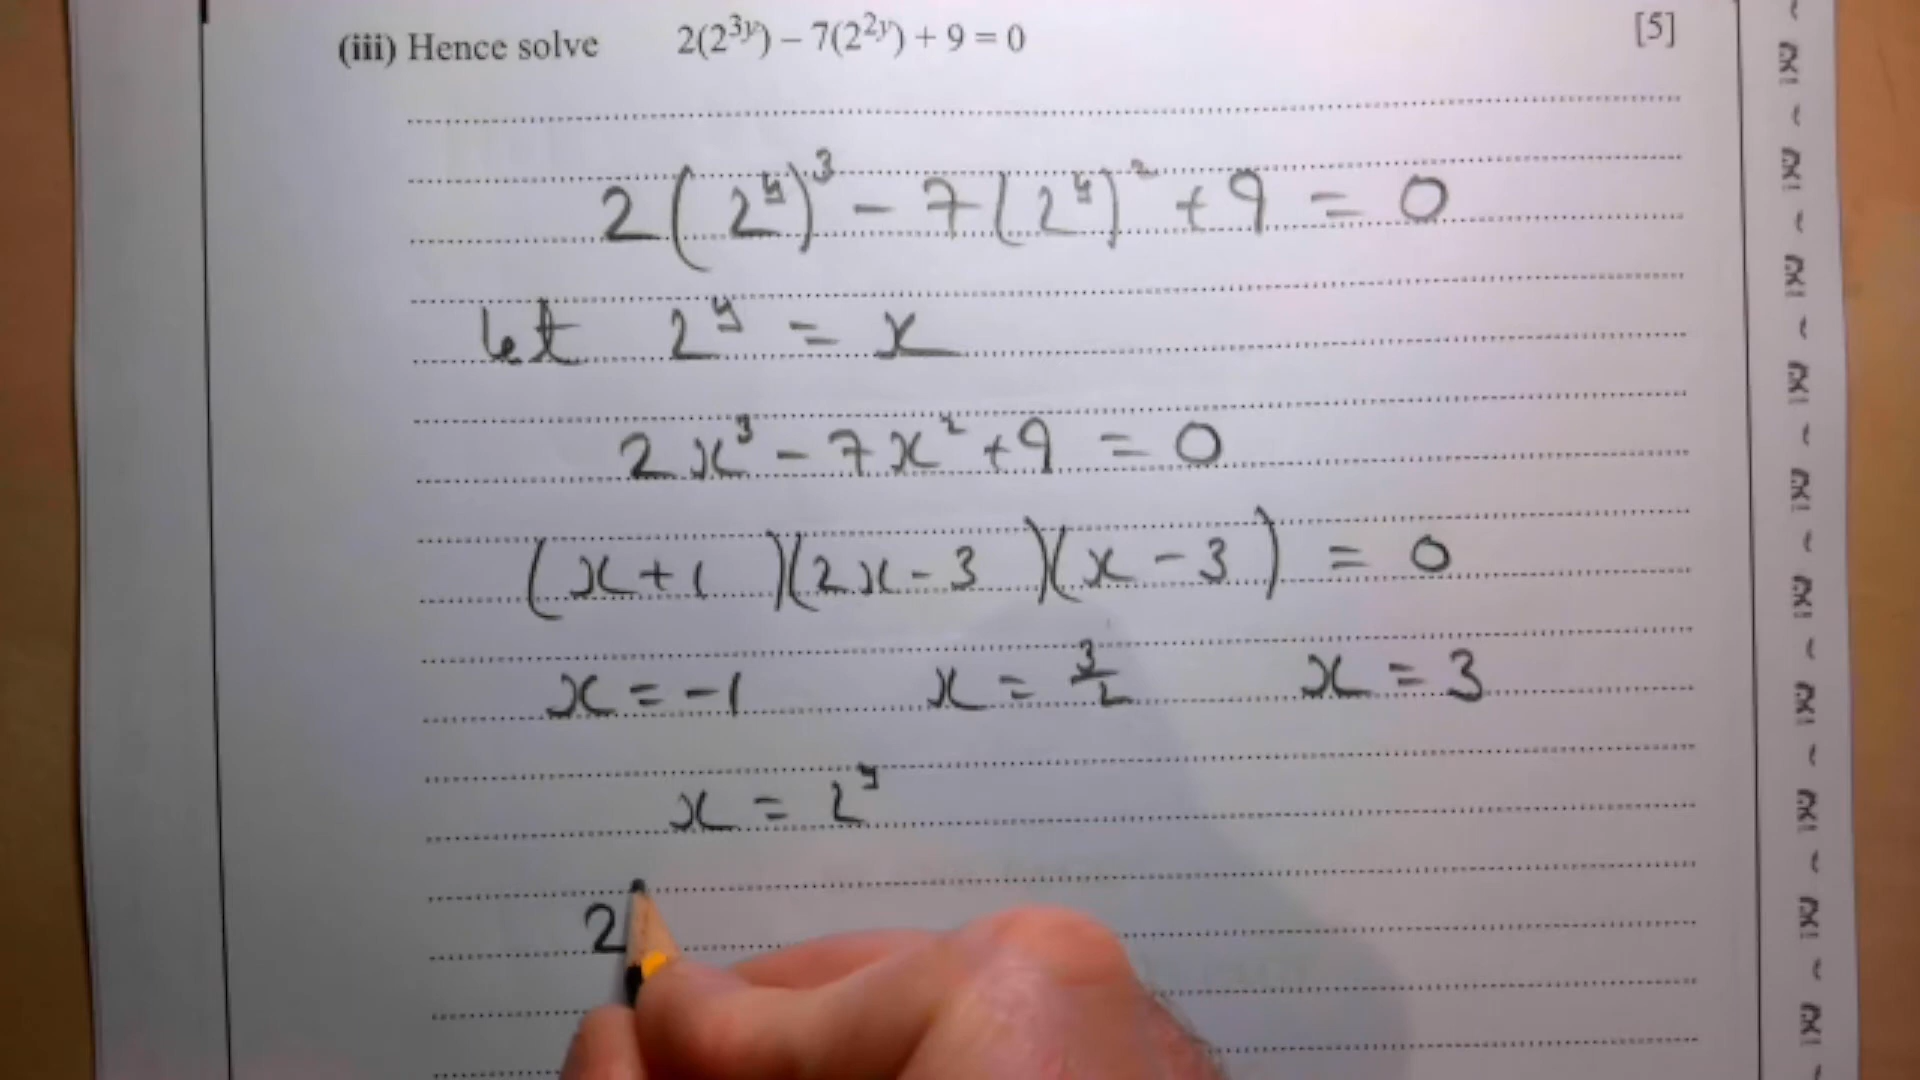 (iii) Hence solve 2(2^{3y}) – 7(2^{2y}) + 9 = 0 [5]
2(2^y)^3 - 7(2^y)^2 + 9 = 0
let 2^y = x
2x^3 - 7x^2 + 9 = 0
(x+1)(2x-3)(x-3) = 0
x = -1 x = 3/2 x = 3
x = 2^y
2